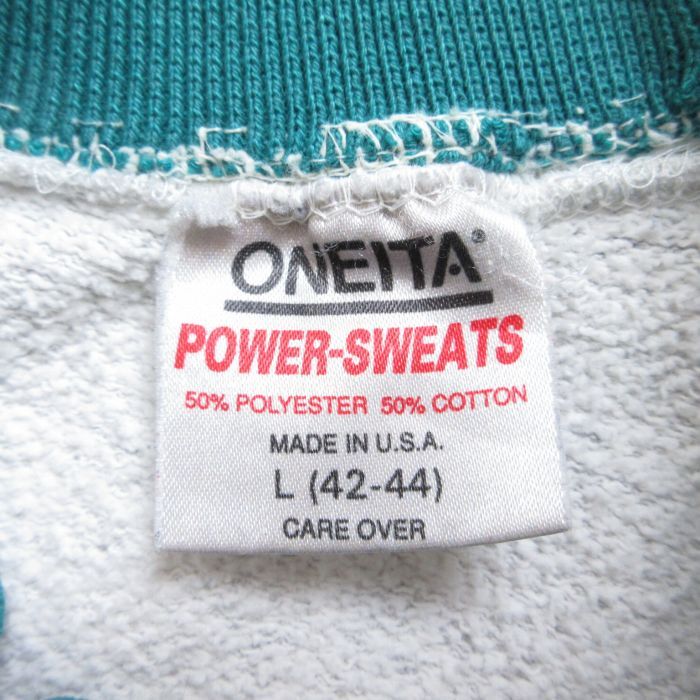 ONEITA®
POWER-SWEATS
50% POLYESTER 50% COTTON
MADE IN U.S.A.
L (42-44)
CARE OVER